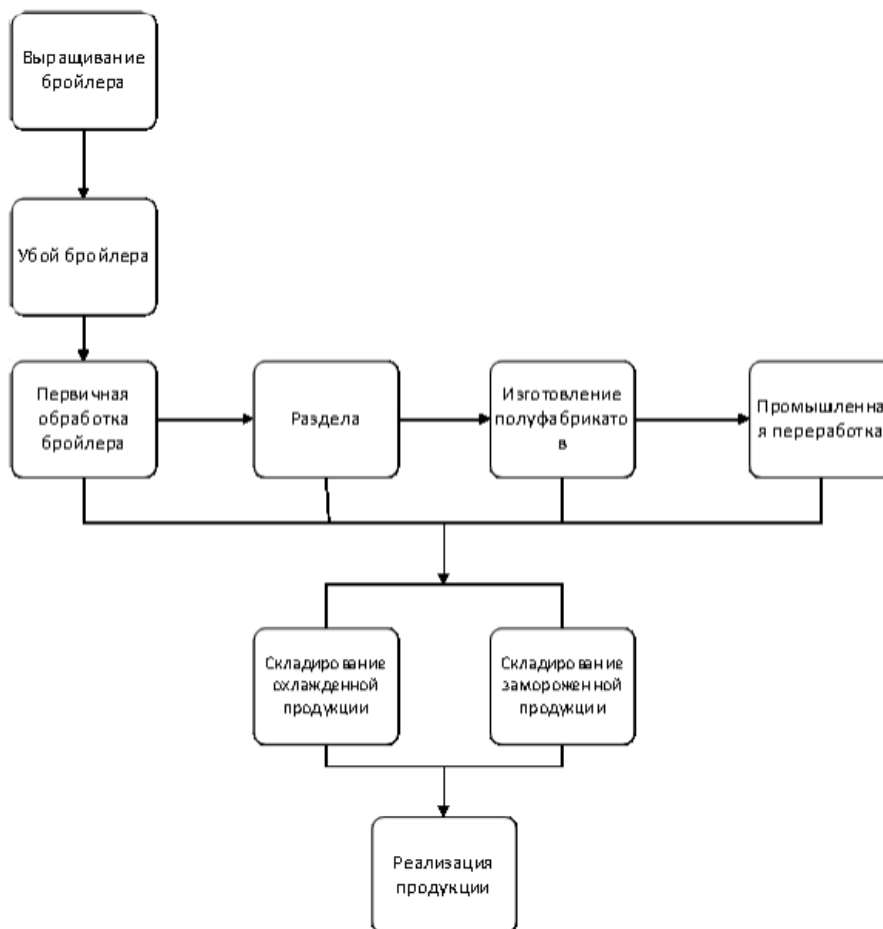 Выращивание
бройлера
Убой бройлера
Первичная
обработка
бройлера
Раздела
Изготовление
полуфабрикато
в
Промышленна
я переработка
Складирование
охлажденной
продукции
Складирование
замороженной
продукции
Реализация
продукции